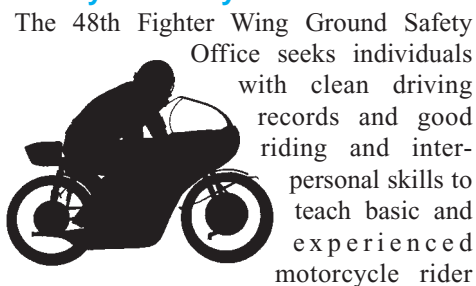 The 48th Fighter Wing Ground Safety
Office seeks individuals
with clean driving
records and good
riding and inter-
personal skills to
teach basic and
experienced
motorcycle rider